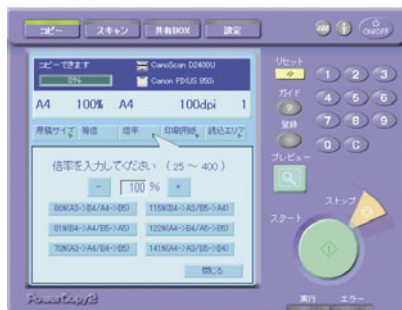 コピー スキャン 共有BOX 設定
ON/OFF
コピーできます
0%
CanoScan D2400U
Canon PIXUS 850i
A4 100% A4 100dpi 1
原稿サイズ 等倍 倍率 印刷用紙 読込エリア
倍率を入力してください (25 ～ 400)
- 100 % +
86%(A3->B4/A4->B5) 115%(B4->A3/B5->A4)
81%(B4->A4/B5->A5) 122%(A4->B4/A5->B5)
70%(A3->A4/B4->B5) 141%(A4->A3/B5->B4)
閉じる
リセット
ガイド
登録
プレビュー
スタート
ストップ
1 2 3
4 5 6
7 8 9
0 C
PowerCopy2
実行 エラー